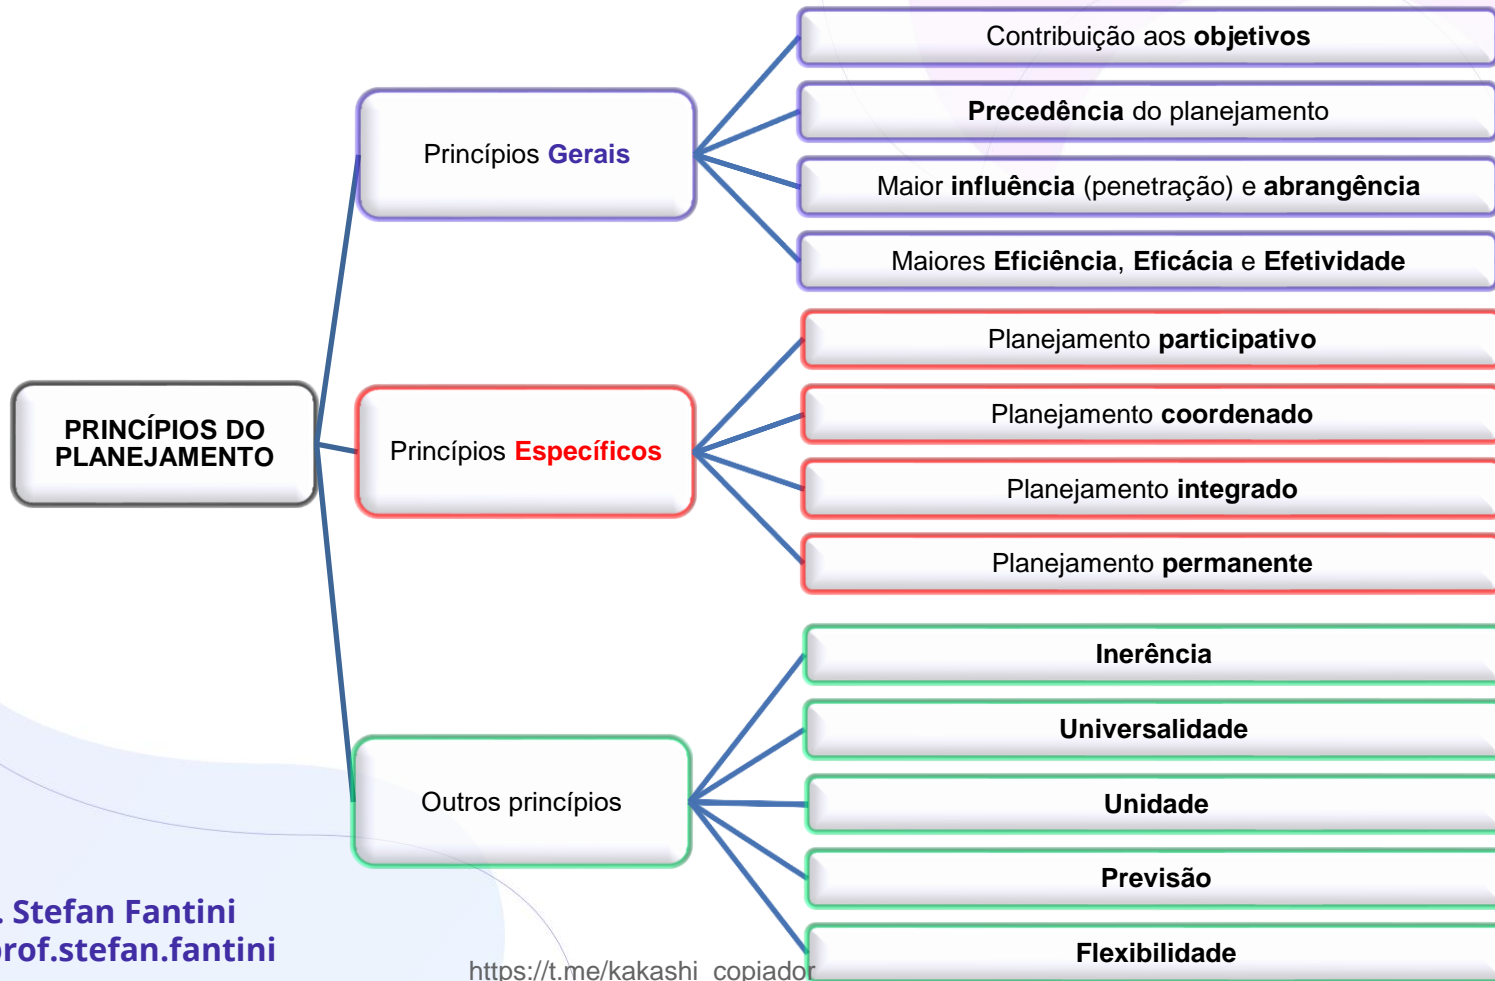 PRINCÍPIOS DO
PLANEJAMENTO
Princípios Gerais
Contribuição aos objetivos
Precedência do planejamento
Maior influência (penetração) e abrangência
Maiores Eficiência, Eficácia e Efetividade
Princípios Específicos
Planejamento participativo
Planejamento coordenado
Planejamento integrado
Planejamento permanente
Outros princípios
Inerência
Universalidade
Unidade
Previsão
Flexibilidade
. Stefan Fantini
prof.stefan.fantini
https://t.me/kakashi_copiador